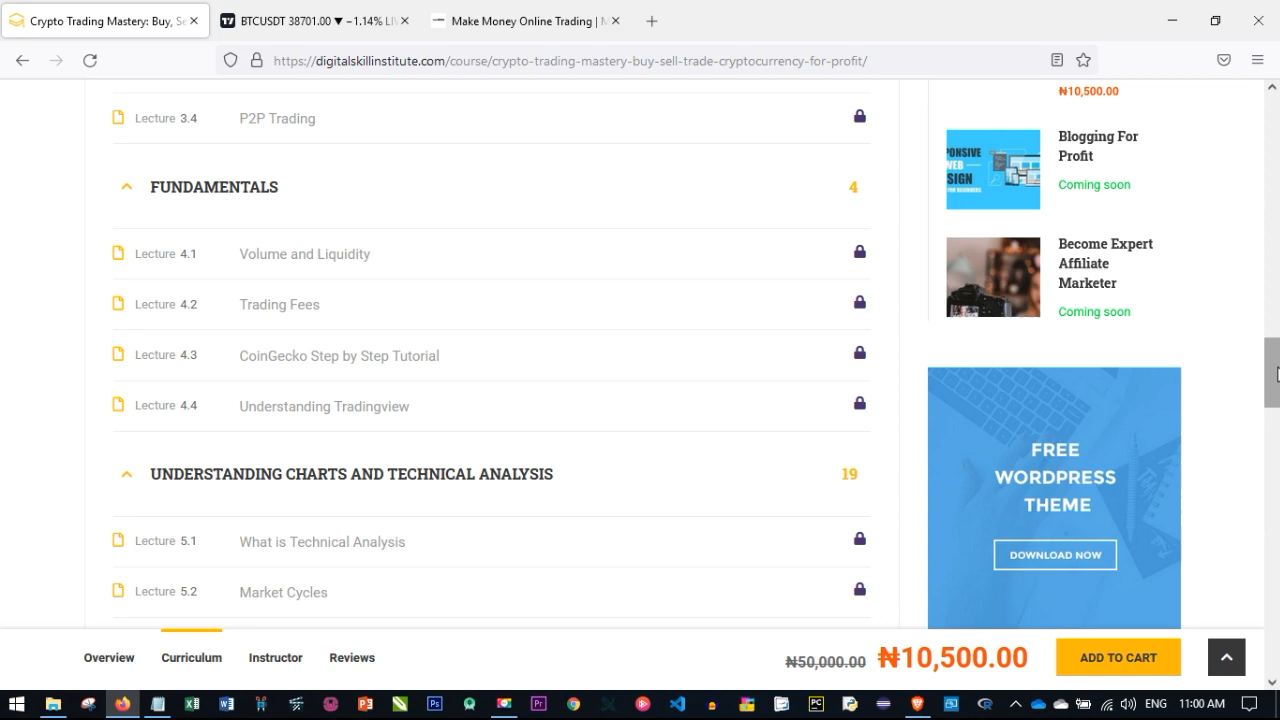 Crypto Trading Mastery: Buy, Se
BTCUSDT 38701.00 ▼ −1.14% LI
Make Money Online Trading |
https://digitalskillinstitute.com/course/crypto-trading-mastery-buy-sell-trade-cryptocurrency-for-profit/
Lecture 3.4 P2P Trading
FUNDAMENTALS 4
Lecture 4.1 Volume and Liquidity
Lecture 4.2 Trading Fees
Lecture 4.3 CoinGecko Step by Step Tutorial
Lecture 4.4 Understanding Tradingview
UNDERSTANDING CHARTS AND TECHNICAL ANALYSIS 19
Lecture 5.1 What is Technical Analysis
Lecture 5.2 Market Cycles
₦10,500.00
PONSIVE
WEB
SIGN
Blogging For
Profit
Coming soon
Become Expert
Affiliate
Marketer
Coming soon
FREE
WORDPRESS
THEME
DOWNLOAD NOW
Overview Curriculum Instructor Reviews
₦50,000.00 ₦10,500.00 ADD TO CART
ENG 11:00 AM